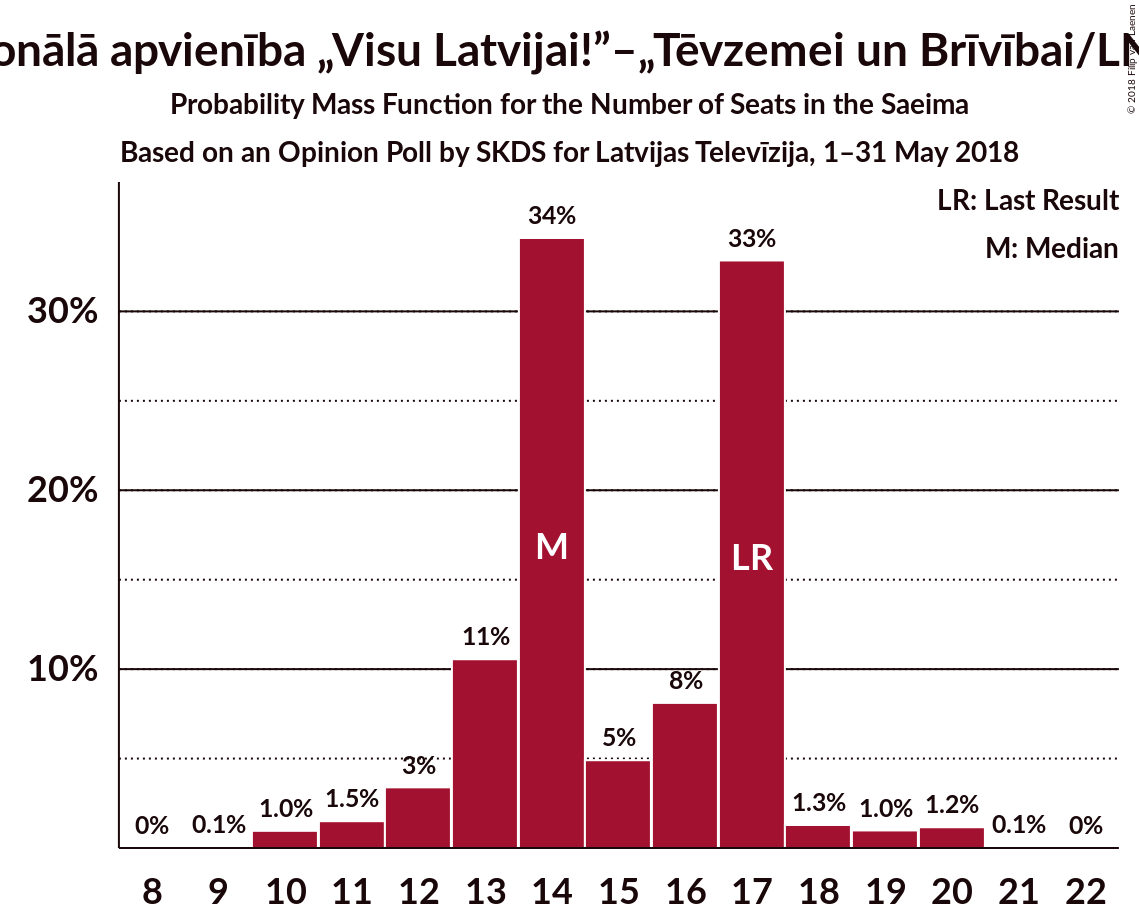 onālā apvienība „Visu Latvijai!”–„Tēvzemei un Brīvībai/LN
© 2018 Filip van Laenen
Probability Mass Function for the Number of Seats in the Saeima
Based on an Opinion Poll by SKDS for Latvijas Televīzija, 1–31 May 2018
LR: Last Result
M: Median
30%
20%
10%
0% 0.1% 1.0% 1.5% 3% 11% 34% 5% 8% 33% 1.3% 1.0% 1.2% 0.1% 0%
M LR
8 9 10 11 12 13 14 15 16 17 18 19 20 21 22